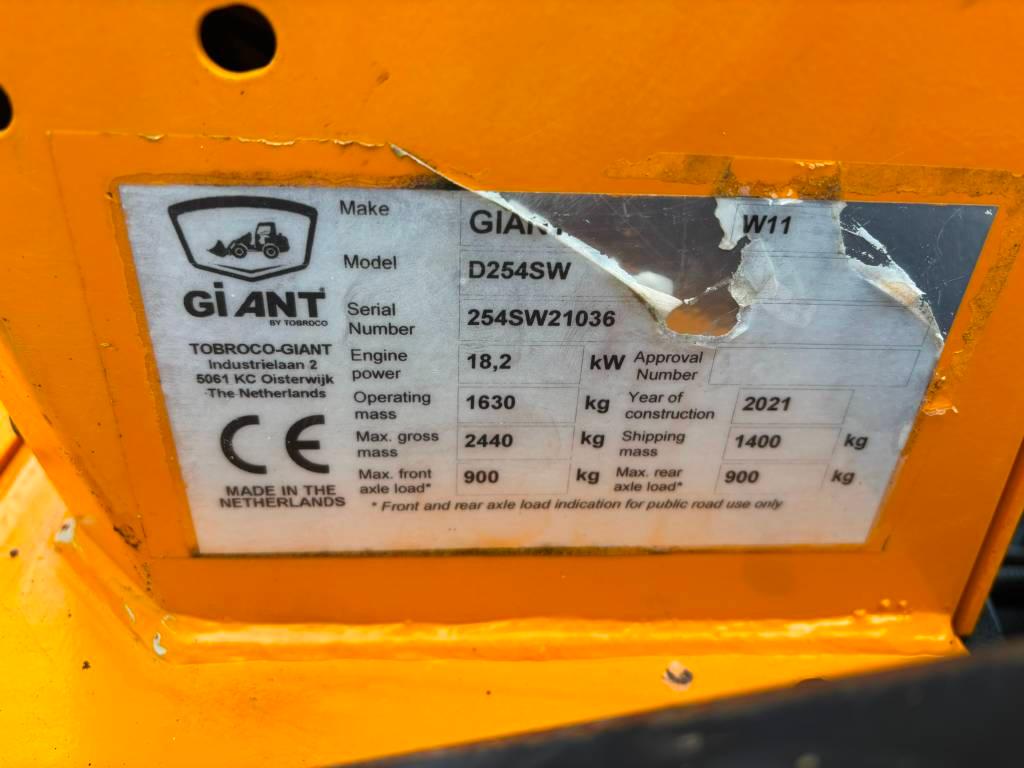 Make GIANT W11
Model D254SW
Serial Number 254SW21036
Engine power 18,2 kW Approval Number
Operating mass 1630 kg Year of construction 2021
Max. gross mass 2440 kg Shipping mass 1400 kg
Max. front axle load* 900 kg Max. rear axle load* 900 kg
* Front and rear axle load indication for public road use only
GiANT
BY TOBROCO
TOBROCO-GIANT
Industrielaan 2
5061 KC Oisterwijk
The Netherlands
CE
MADE IN THE
NETHERLANDS